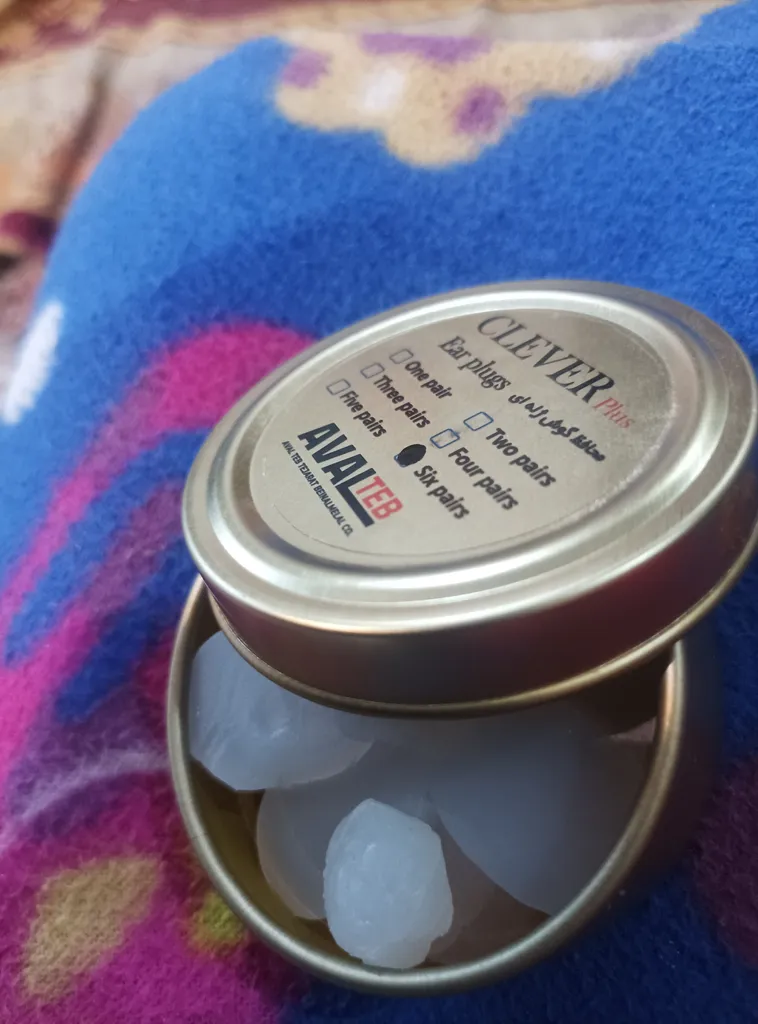 CLEVER Plus
Ear plugs محافظ گوش ژله ای
One pair
Two pairs
Three pairs
Four pairs
Five pairs
Six pairs
AVALTEB
AVAL TEB TEJARAT BEINALMELAL CO.